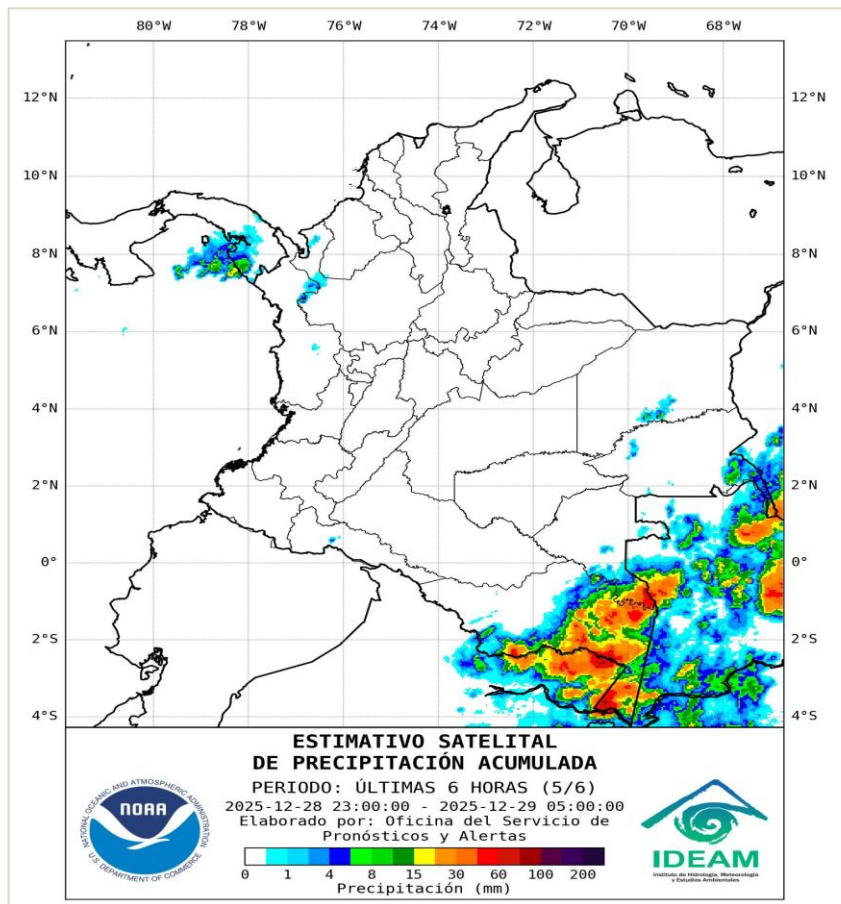 80°W 78°W 76°W 74°W 72°W 70°W 68°W
12°N 12°N
10°N 10°N
8°N 8°N
6°N 6°N
4°N 4°N
2°N 2°N
0° 0°
2°S 2°S
4°S 4°S
ESTIMATIVO SATELITAL
DE PRECIPITACIÓN ACUMULADA
PERIODO: ÚLTIMAS 6 HORAS (5/6)
2025-12-28 23:00:00 - 2025-12-29 05:00:00
Elaborado por: Oficina del Servicio de
Pronósticos y Alertas
0 1 4 8 15 30 60 100 200
Precipitación (mm)
NATIONAL OCEANIC AND ATMOSPHERIC ADMINISTRATION
NOAA
U.S. DEPARTMENT OF COMMERCE
IDEAM
Instituto de Hidrología, Meteorología
y Estudios Ambientales